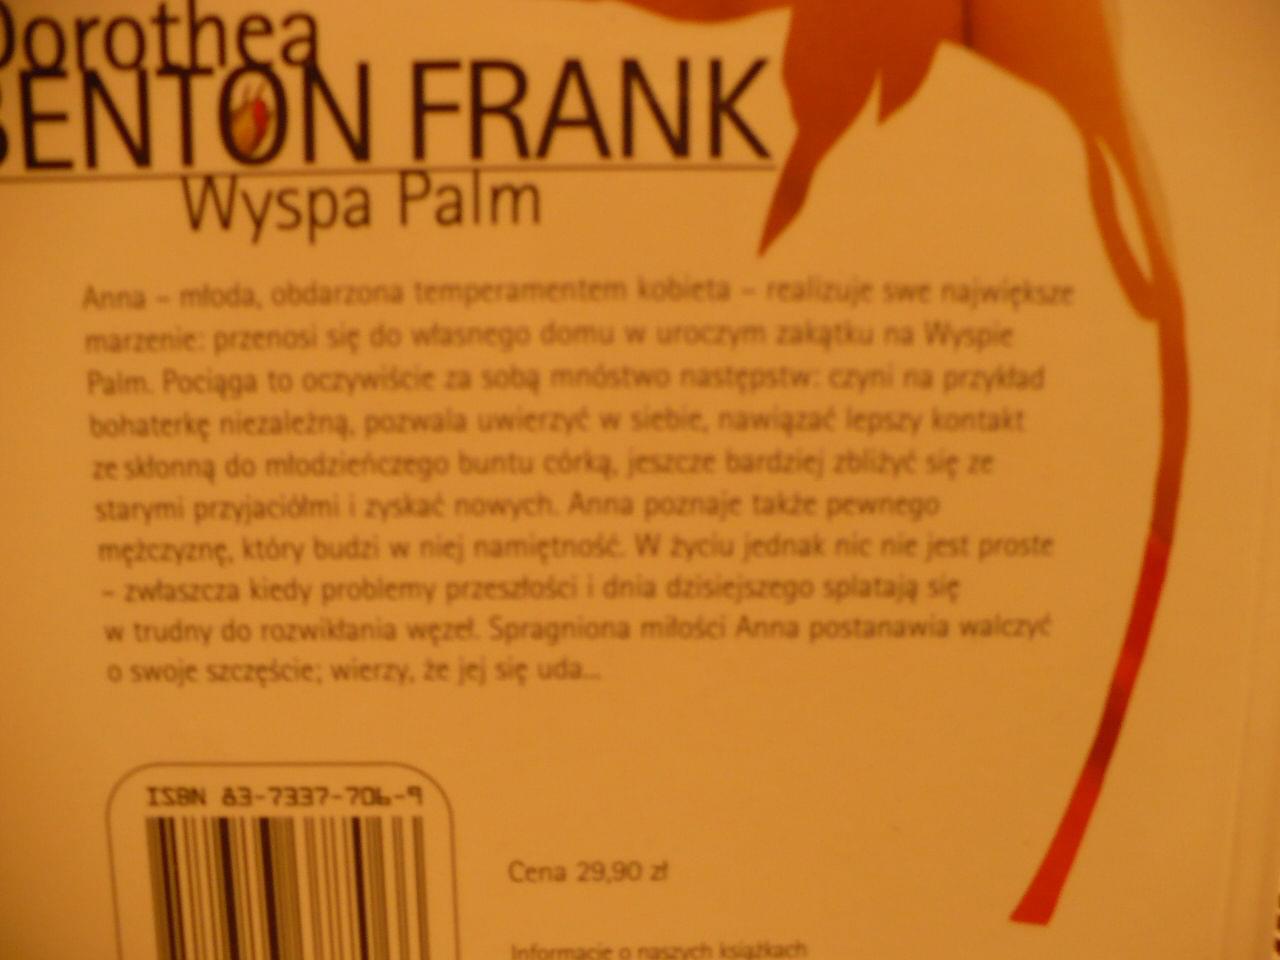 Dorothea
BENTON FRANK
Wyspa Palm
Anna – młoda, obdarzona temperamentem kobieta – realizuje swe największe
marzenie: przenosi się do własnego domu w uroczym zakątku na Wyspie
Palm. Pociąga to oczywiście za sobą mnóstwo następstw: czyni na przykład
bohaterkę niezależną, pozwala uwierzyć w siebie, nawiązać lepszy kontakt
ze skłonną do młodzieńczego buntu córką, jeszcze bardziej zbliżyć się ze
starymi przyjaciółmi i zyskać nowych. Anna poznaje także pewnego
mężczyznę, który budzi w niej namiętność. W życiu jednak nic nie jest proste
– zwłaszcza kiedy problemy przeszłości i dnia dzisiejszego splatają się
w trudny do rozwikłania węzeł. Spragniona miłości Anna postanawia walczyć
o swoje szczęście; wierzy, że jej się uda...
ISBN 83-7337-706-9
Cena 29,90 zł
Informacje o naszych książkach